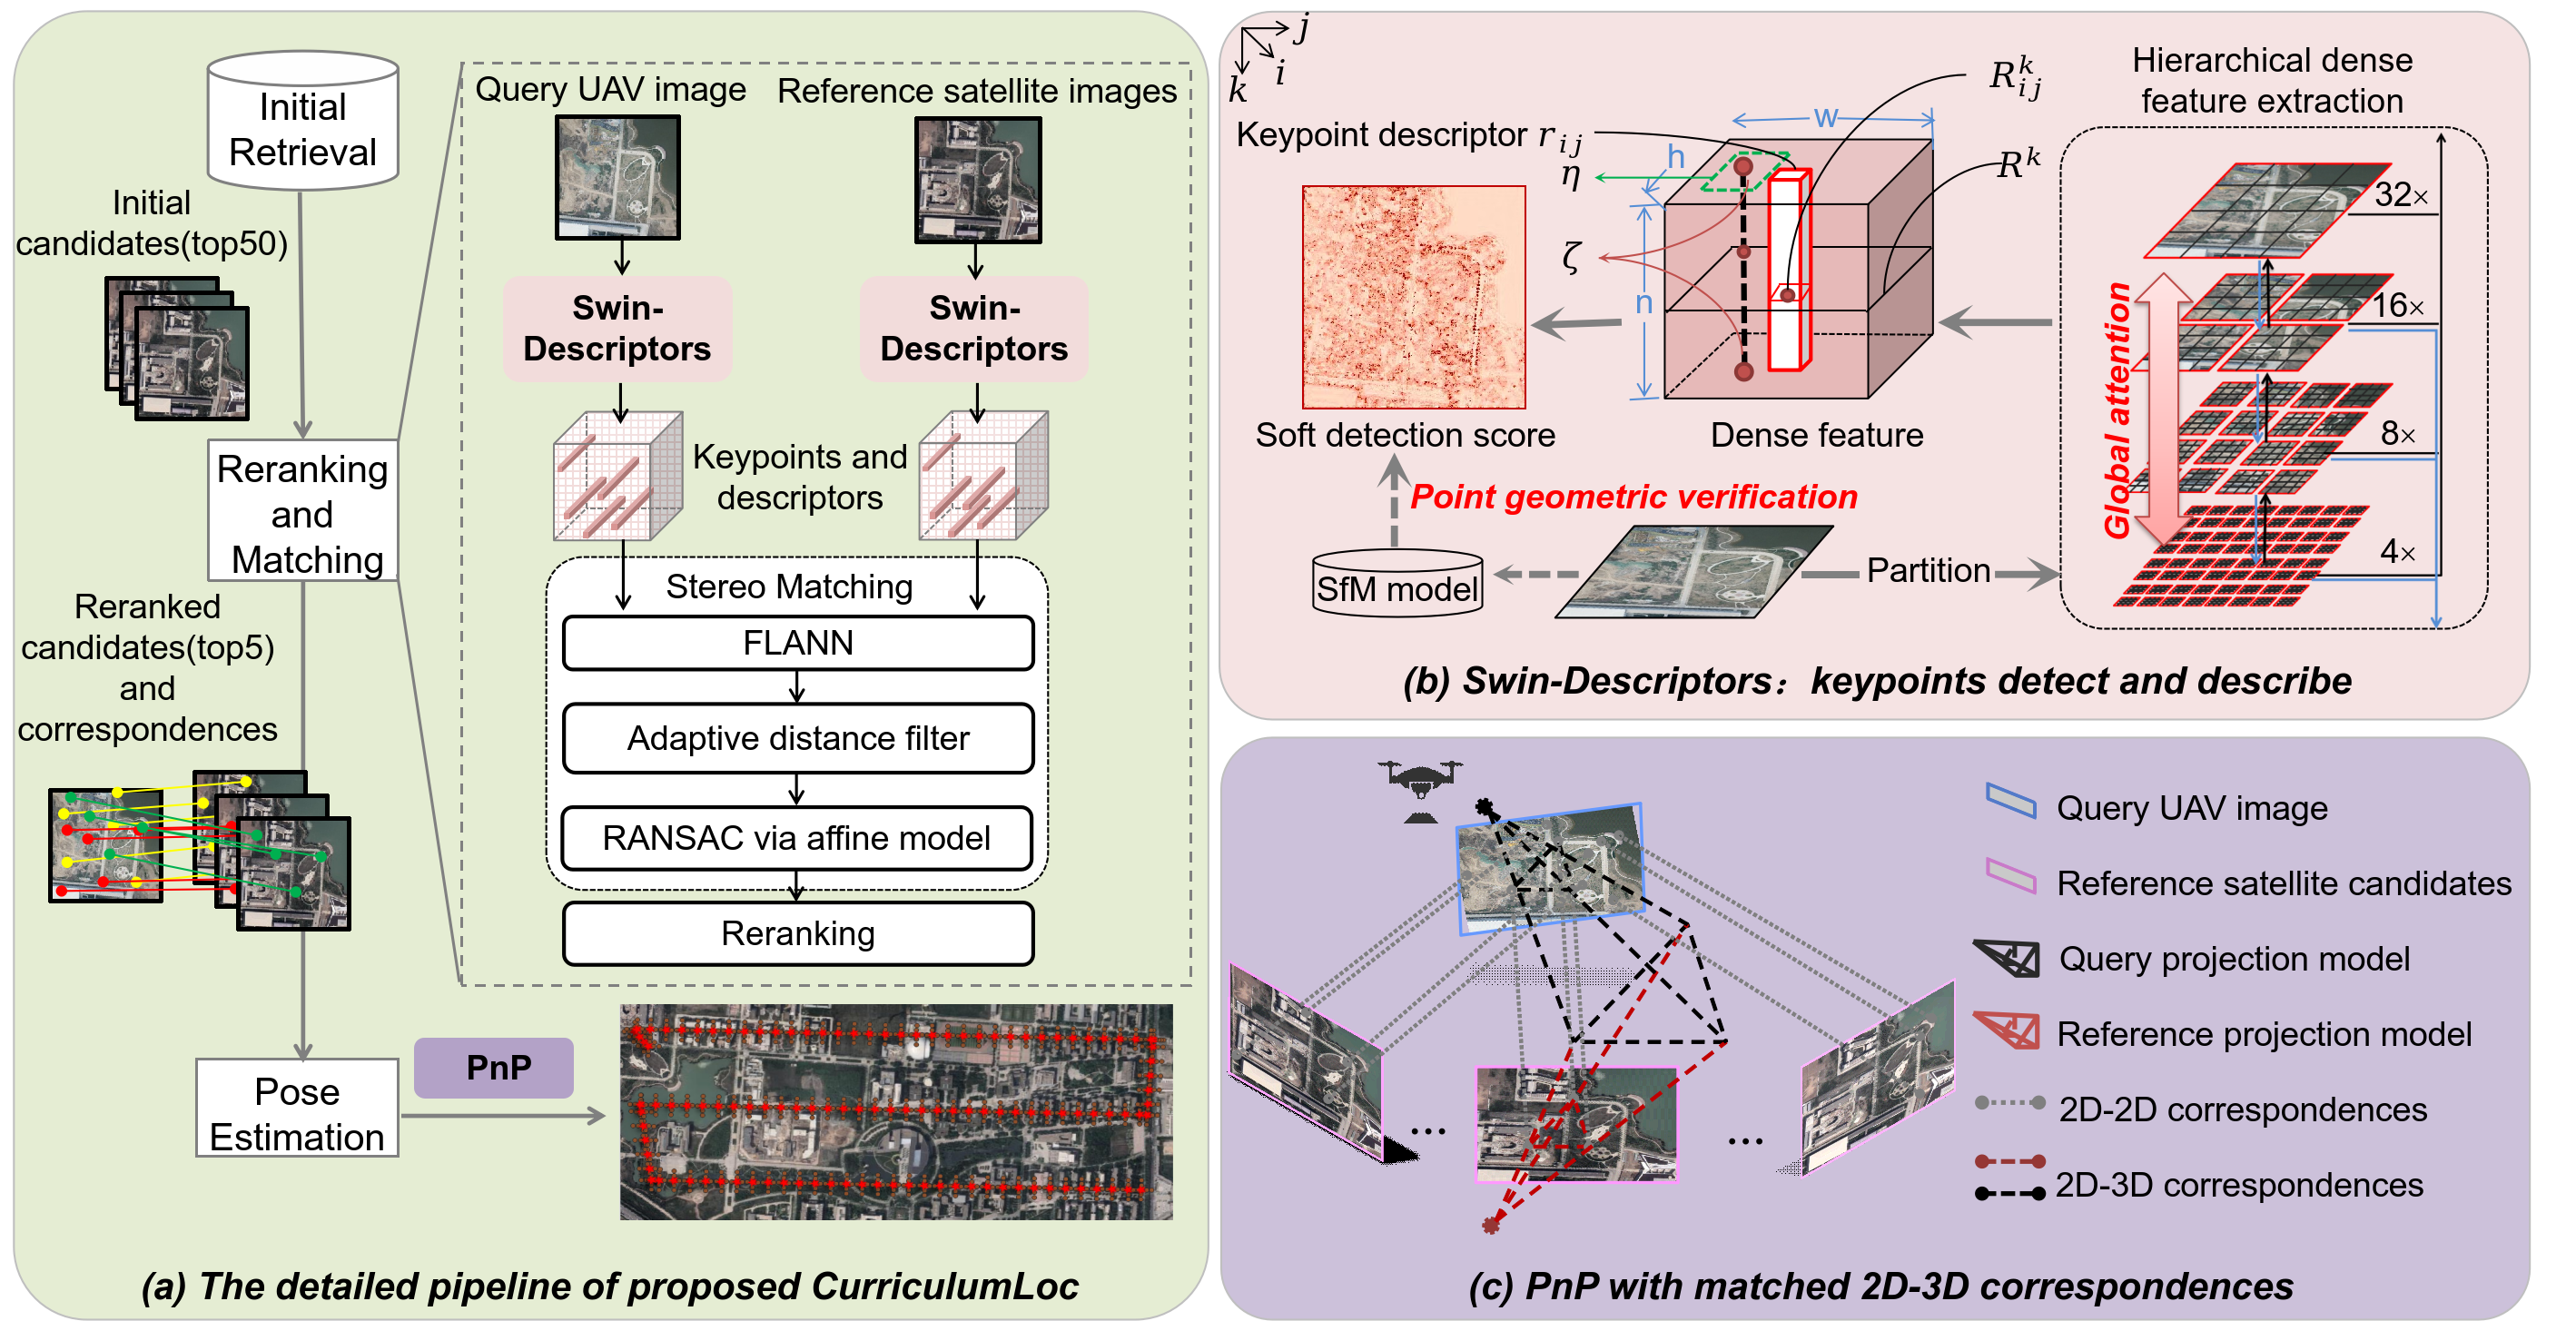 Initial
Retrieval
Initial
candidates(top50)
Reranking
and
Matching
Reranked
candidates(top5)
and
correspondences
Pose
Estimation
PnP
Query UAV image
Reference satellite images
Swin-
Descriptors
Swin-
Descriptors
Keypoints and
descriptors
Stereo Matching
FLANN
Adaptive distance filter
RANSAC via affine model
Reranking
(a) The detailed pipeline of proposed CurriculumLoc
j
i
k
Keypoint descriptor r_{ij}
η
ζ
h
w
n
R_{ij}^{k}
R^{k}
Soft detection score
Dense feature
Hierarchical dense
feature extraction
32×
16×
8×
4×
Global attention
Point geometric verification
SfM model
Partition
(b) Swin-Descriptors：keypoints detect and describe
Query UAV image
Reference satellite candidates
Query projection model
Reference projection model
2D-2D correspondences
2D-3D correspondences
...
...
(c) PnP with matched 2D-3D correspondences